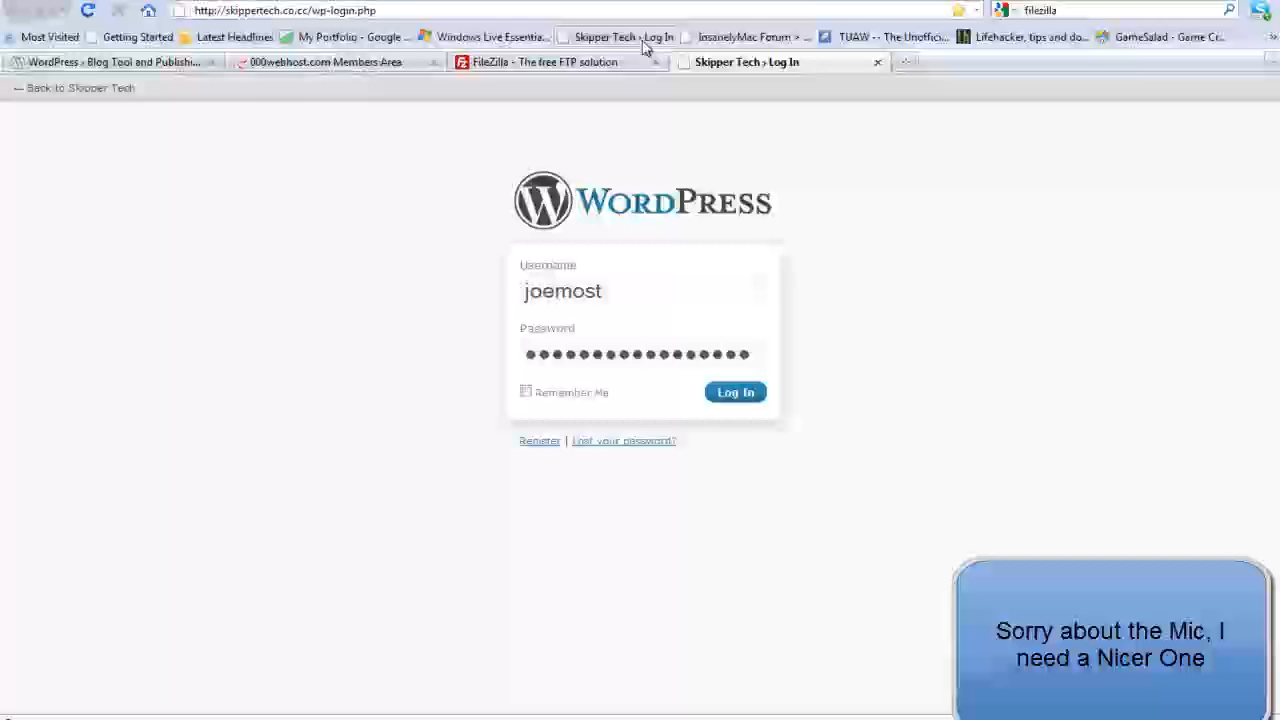 http://skippertech.co.cc/wp-login.php
filezilla
Most Visited
Getting Started
Latest Headlines
My Portfolio - Google ...
Windows Live Essentia...
Skipper Tech › Log In
InsanelyMac Forum > ...
TUAW -- The Unoffici...
Lifehacker, tips and do...
GameSalad - Game Cr...
WordPress › Blog Tool and Publishi...
000webhost.com Members Area
FileZilla - The free FTP solution
Skipper Tech › Log In
← Back to Skipper Tech
WORDPRESS
Username
joemost
Password
Remember Me
Log In
Register | Lost your password?
Sorry about the Mic, I
need a Nicer One